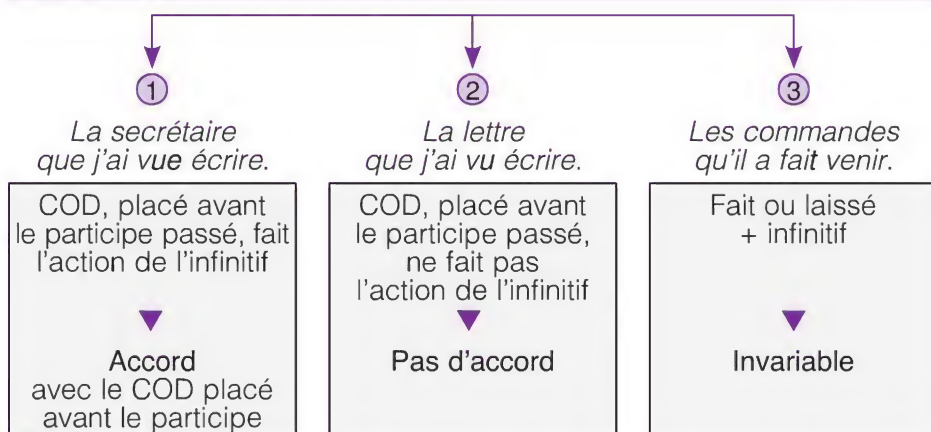 1
La secrétaire
que j'ai vue écrire.
COD, placé avant
le participe passé, fait
l'action de l'infinitif
Accord
avec le COD placé
avant le participe
2
La lettre
que j'ai vu écrire.
COD, placé avant
le participe passé,
ne fait pas
l'action de l'infinitif
Pas d'accord
3
Les commandes
qu'il a fait venir.
Fait ou laissé
+ infinitif
Invariable